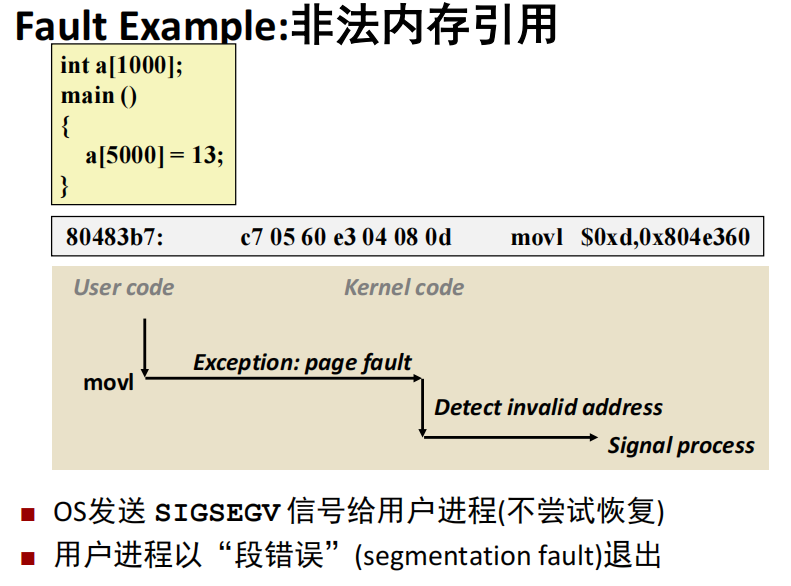 Fault Example:非法内存引用
int a[1000];
main ()
{
a[5000] = 13;
}
80483b7: c7 05 60 e3 04 08 0d movl $0xd,0x804e360
User code Kernel code
Exception: page fault
movl
Detect invalid address
Signal process
■ OS发送 SIGSEGV 信号给用户进程(不尝试恢复)
■ 用户进程以“段错误” (segmentation fault)退出